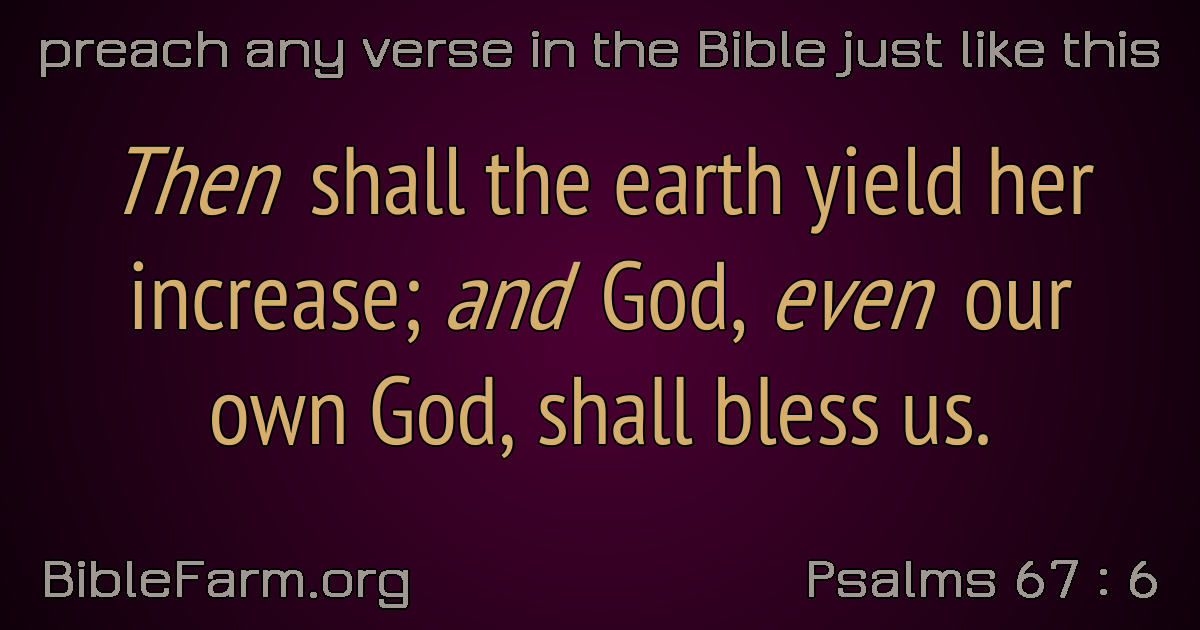 preach any verse in the Bible just like this
Then shall the earth yield her
increase; and God, even our
own God, shall bless us.
BibleFarm.org
Psalms 67 : 6